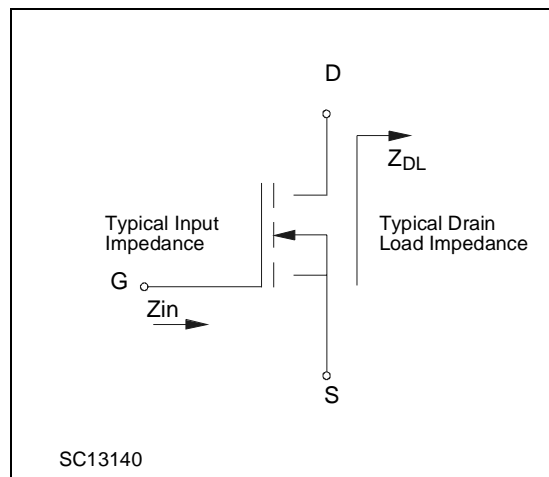 D
Z_DL
Typical Input
Impedance
Typical Drain
Load Impedance
G
Zin
S
SC13140